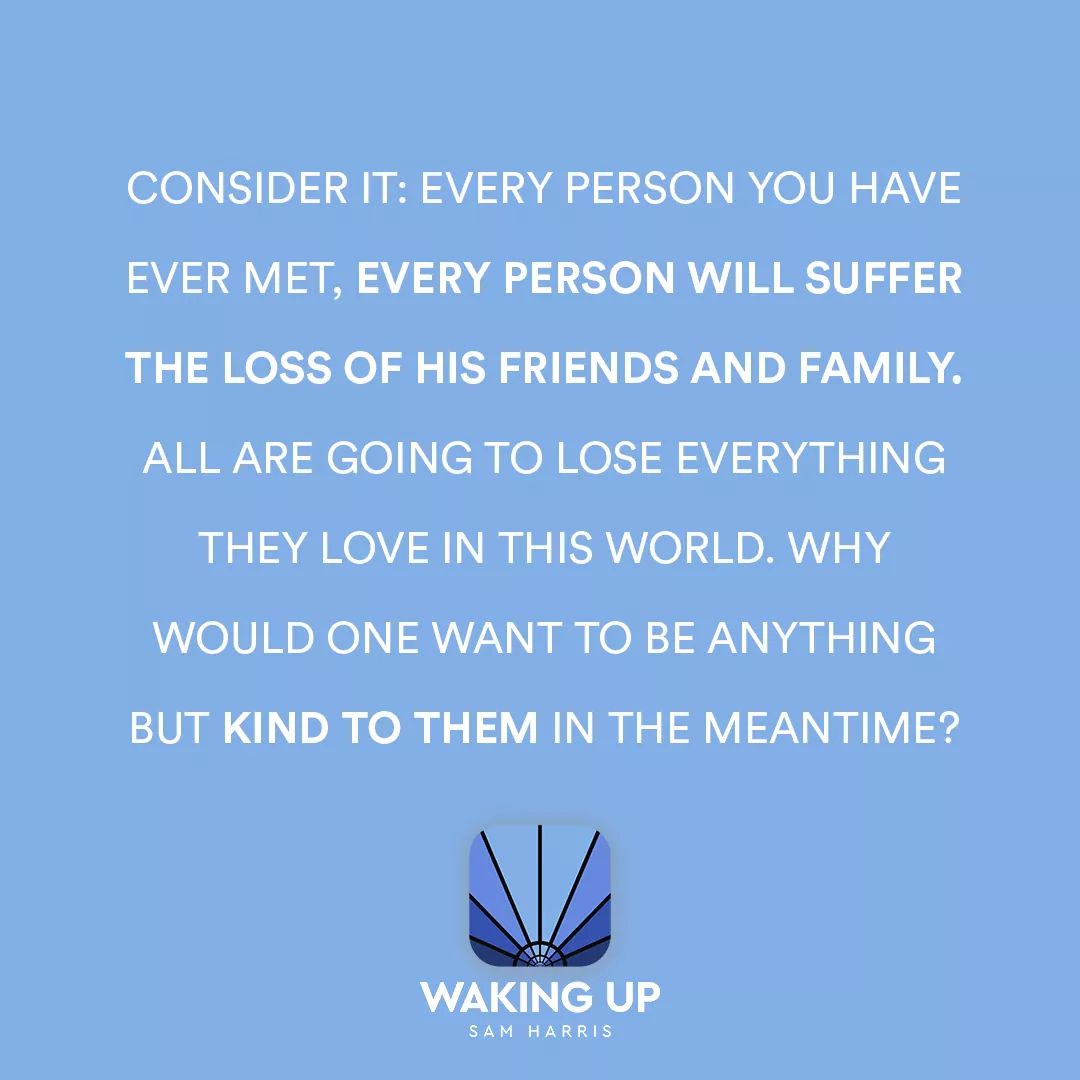 CONSIDER IT: EVERY PERSON YOU HAVE
EVER MET, EVERY PERSON WILL SUFFER
THE LOSS OF HIS FRIENDS AND FAMILY.
ALL ARE GOING TO LOSE EVERYTHING
THEY LOVE IN THIS WORLD. WHY
WOULD ONE WANT TO BE ANYTHING
BUT KIND TO THEM IN THE MEANTIME?
WAKING UP
SAM HARRIS